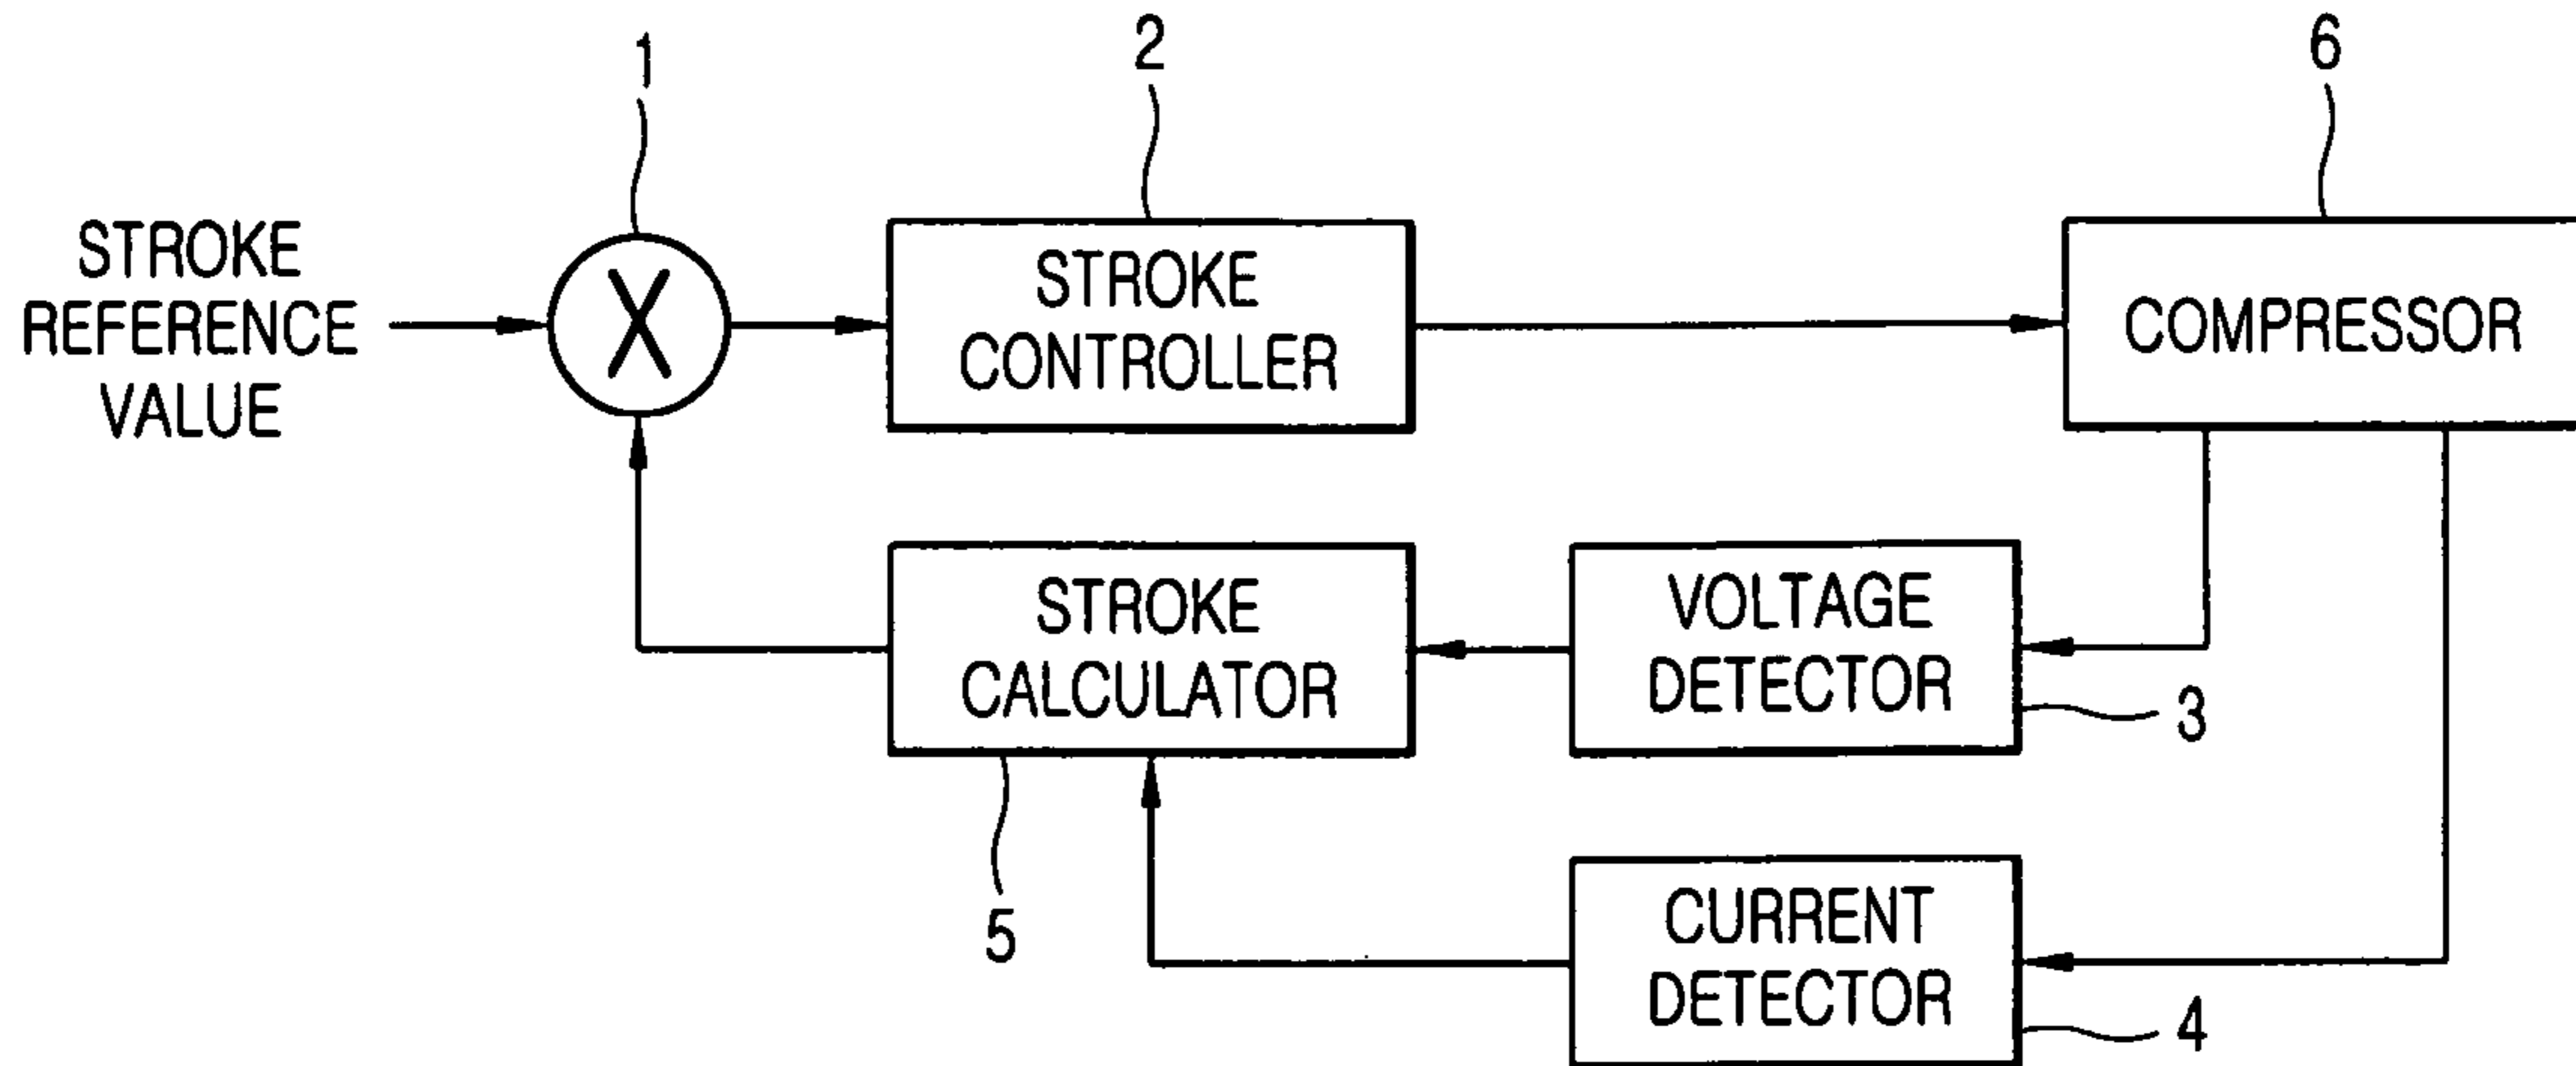 1
2
6
STROKE
REFERENCE
VALUE
X
STROKE
CONTROLLER
COMPRESSOR
STROKE
CALCULATOR
VOLTAGE
DETECTOR
3
5
CURRENT
DETECTOR
4